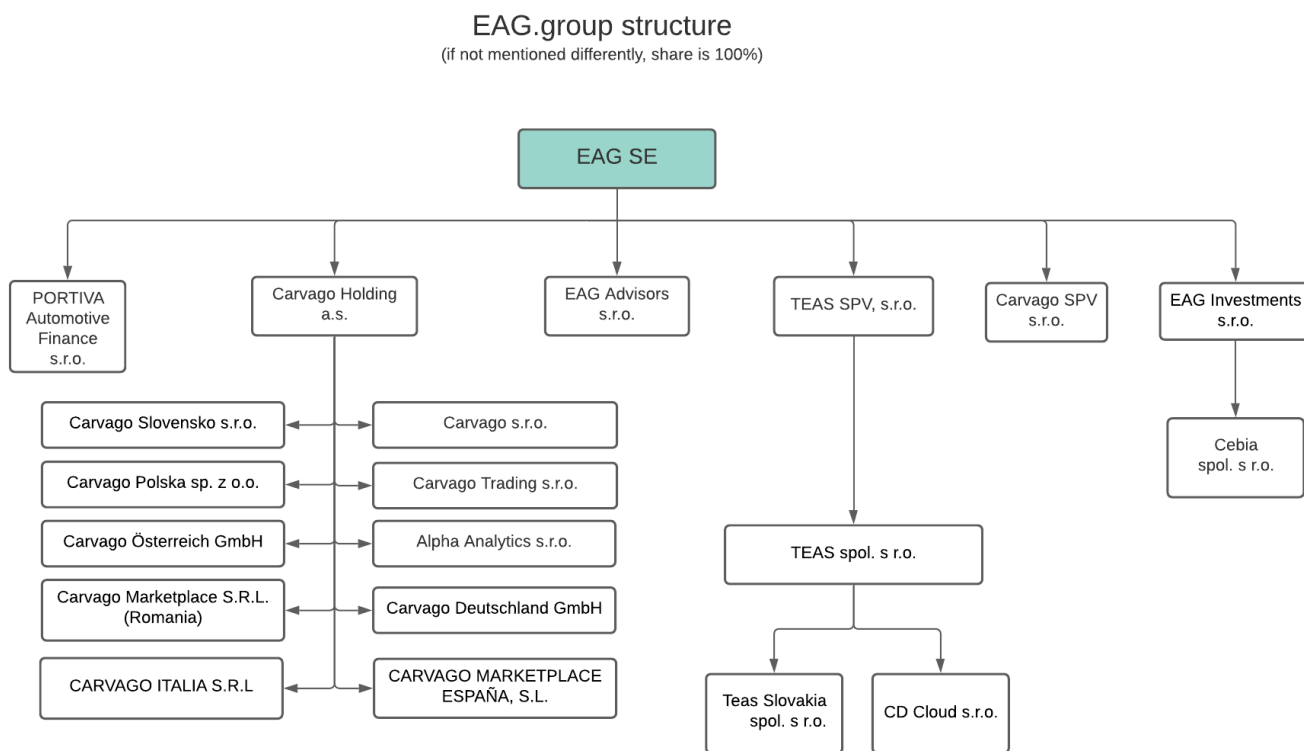 EAG.group structure
(if not mentioned differently, share is 100%)
EAG SE
PORTIVA
Automotive
Finance
s.r.o.
Carvago Holding
a.s.
EAG Advisors
s.r.o.
TEAS SPV, s.r.o.
Carvago SPV
s.r.o.
EAG Investments
s.r.o.
Carvago Slovensko s.r.o.
Carvago s.r.o.
Carvago Polska sp. z o.o.
Carvago Trading s.r.o.
Carvago Österreich GmbH
Alpha Analytics s.r.o.
Carvago Marketplace S.R.L.
(Romania)
Carvago Deutschland GmbH
CARVAGO ITALIA S.R.L
CARVAGO MARKETPLACE
ESPAÑA, S.L.
TEAS spol. s r.o.
Teas Slovakia
spol. s r.o.
CD Cloud s.r.o.
Cebia
spol. s r.o.